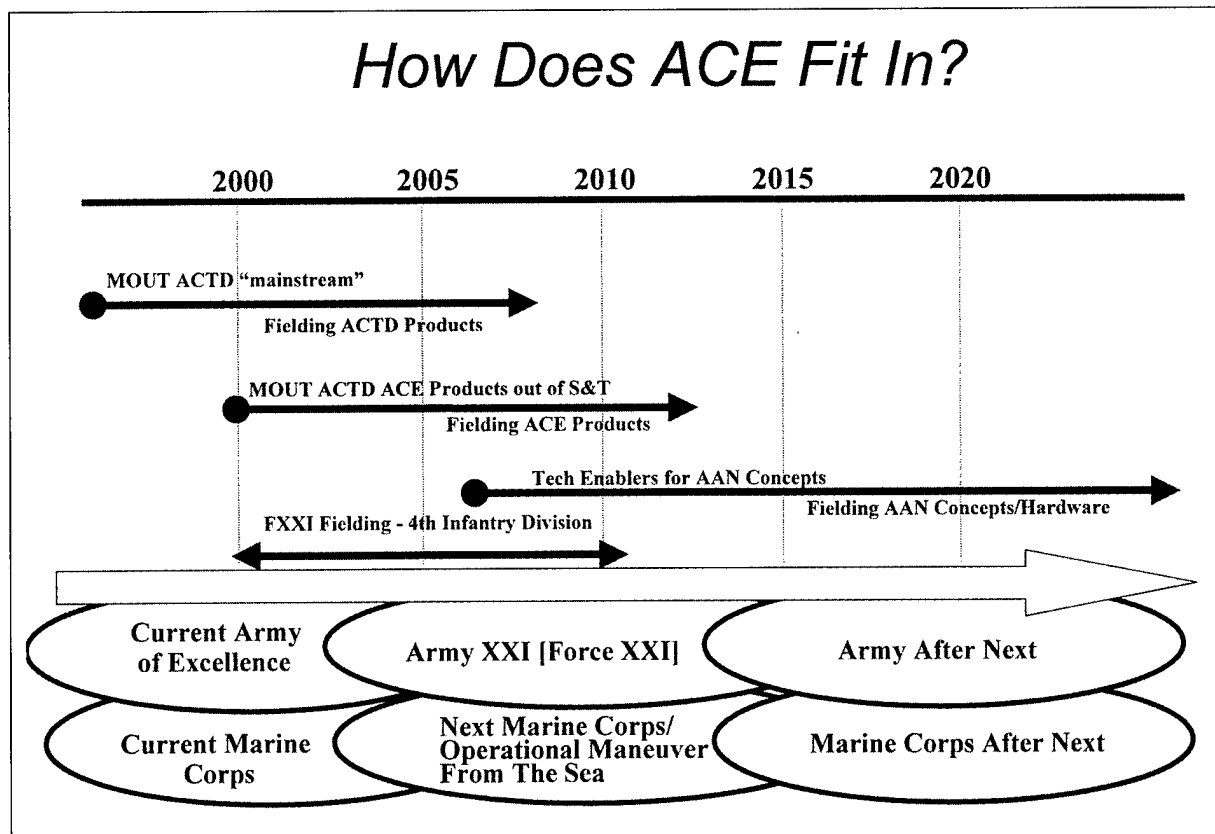 How Does ACE Fit In?
2000 2005 2010 2015 2020
MOUT ACTD “mainstream”
Fielding ACTD Products
MOUT ACTD ACE Products out of S&T
Fielding ACE Products
Tech Enablers for AAN Concepts
Fielding AAN Concepts/Hardware
FXXI Fielding - 4th Infantry Division
Current Army
of Excellence
Army XXI [Force XXI]
Army After Next
Current Marine
Corps
Next Marine Corps/
Operational Maneuver
From The Sea
Marine Corps After Next